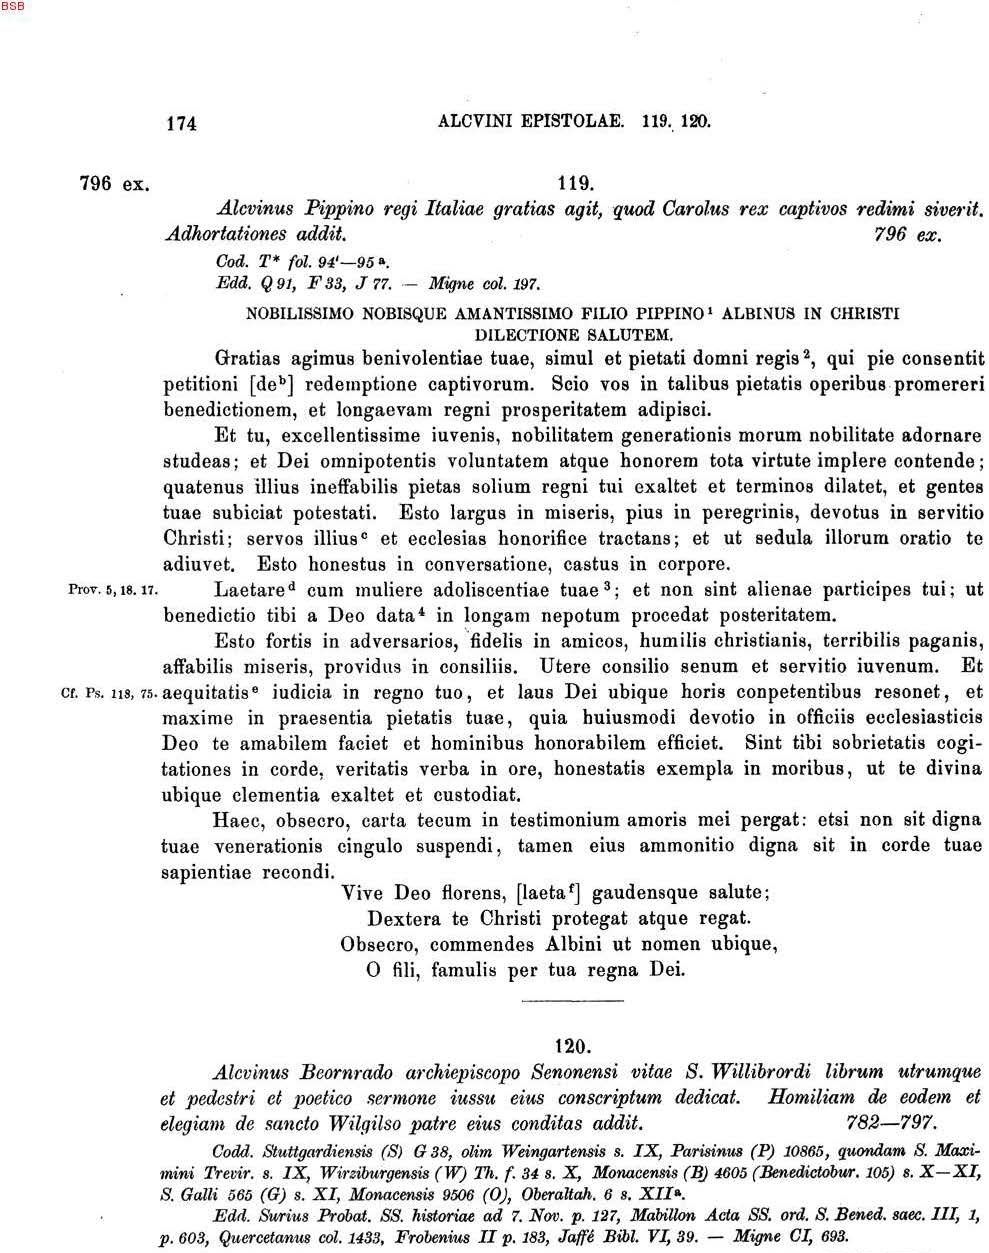 BSB
174 ALCVINI EPISTOLAE. 119. 120.
796 ex. 119.
Alcvinus Pippino regi Italiae gratias agit, quod Carolus rex captivos redimi siverit.
Adhortationes addit. 796 ex.
Cod. T* fol. 94'—95 a.
Edd. Q 91, F 33, J 77. — Migne col. 197.
NOBILISSIMO NOBISQUE AMANTISSIMO FILIO PIPPINO 1 ALBINUS IN CHRISTI
DILECTIONE SALUTEM.
Gratias agimus benivolentiae tuae, simul et pietati domni regis 2, qui pie consentit
petitioni [de b] redemptione captivorum. Scio vos in talibus pietatis operibus promereri
benedictionem, et longaevam regni prosperitatem adipisci.
Et tu, excellentissime iuvenis, nobilitatem generationis morum nobilitate adornare
studeas; et Dei omnipotentis voluntatem atque honorem tota virtute implere contende;
quatenus illius ineffabilis pietas solium regni tui exaltet et terminos dilatet, et gentes
tuae subiciat potestati. Esto largus in miseris, pius in peregrinis, devotus in servitio
Christi; servos illius c et ecclesias honorifice tractans; et ut sedula illorum oratio te
adiuvet. Esto honestus in conversatione, castus in corpore.
Prov. 5, 18. 17. Laetare d cum muliere adoliscentiae tuae 3; et non sint alienae participes tui; ut
benedictio tibi a Deo data 4 in longam nepotum procedat posteritatem.
Esto fortis in adversarios, fidelis in amicos, humilis christianis, terribilis paganis,
affabilis miseris, providus in consiliis. Utere consilio senum et servitio iuvenum. Et
Cf. Ps. 118, 75. aequitatis e iudicia in regno tuo, et laus Dei ubique horis conpetentibus resonet, et
maxime in praesentia pietatis tuae, quia huiusmodi devotio in officiis ecclesiasticis
Deo te amabilem faciet et hominibus honorabilem efficiet. Sint tibi sobrietatis cogi-
tationes in corde, veritatis verba in ore, honestatis exempla in moribus, ut te divina
ubique clementia exaltet et custodiat.
Haec, obsecro, carta tecum in testimonium amoris mei pergat: etsi non sit digna
tuae venerationis cingulo suspendi, tamen eius ammonitio digna sit in corde tuae
sapientiae recondi.
Vive Deo florens, [laeta f] gaudensque salute;
Dextera te Christi protegat atque regat.
Obsecro, commendes Albini ut nomen ubique,
O fili, famulis per tua regna Dei.
120.
Alcvinus Beornrado archiepiscopo Senonensi vitae S. Willibrordi librum utrumque
et pedestri et poetico sermone iussu eius conscriptum dedicat. Homiliam de eodem et
elegiam de sancto Wilgilso patre eius conditas addit. 782—797.
Codd. Stuttgardiensis (S) G 38, olim Weingartensis s. IX, Parisinus (P) 10865, quondam S. Maxi-
mini Trevir. s. IX, Wirziburgensis (W) Th. f. 34 s. X, Monacensis (B) 4605 (Benedictobur. 105) s. X—XI,
S. Galli 565 (G) s. XI, Monacensis 9506 (O), Oberaltah. 6 s. XII a.
Edd. Surius Probat. SS. historiae ad 7. Nov. p. 127, Mabillon Acta SS. ord. S. Bened. saec. III, 1,
p. 603, Quercetanus col. 1433, Frobenius II p. 183, Jaffé Bibl. VI, 39. — Migne CI, 693.